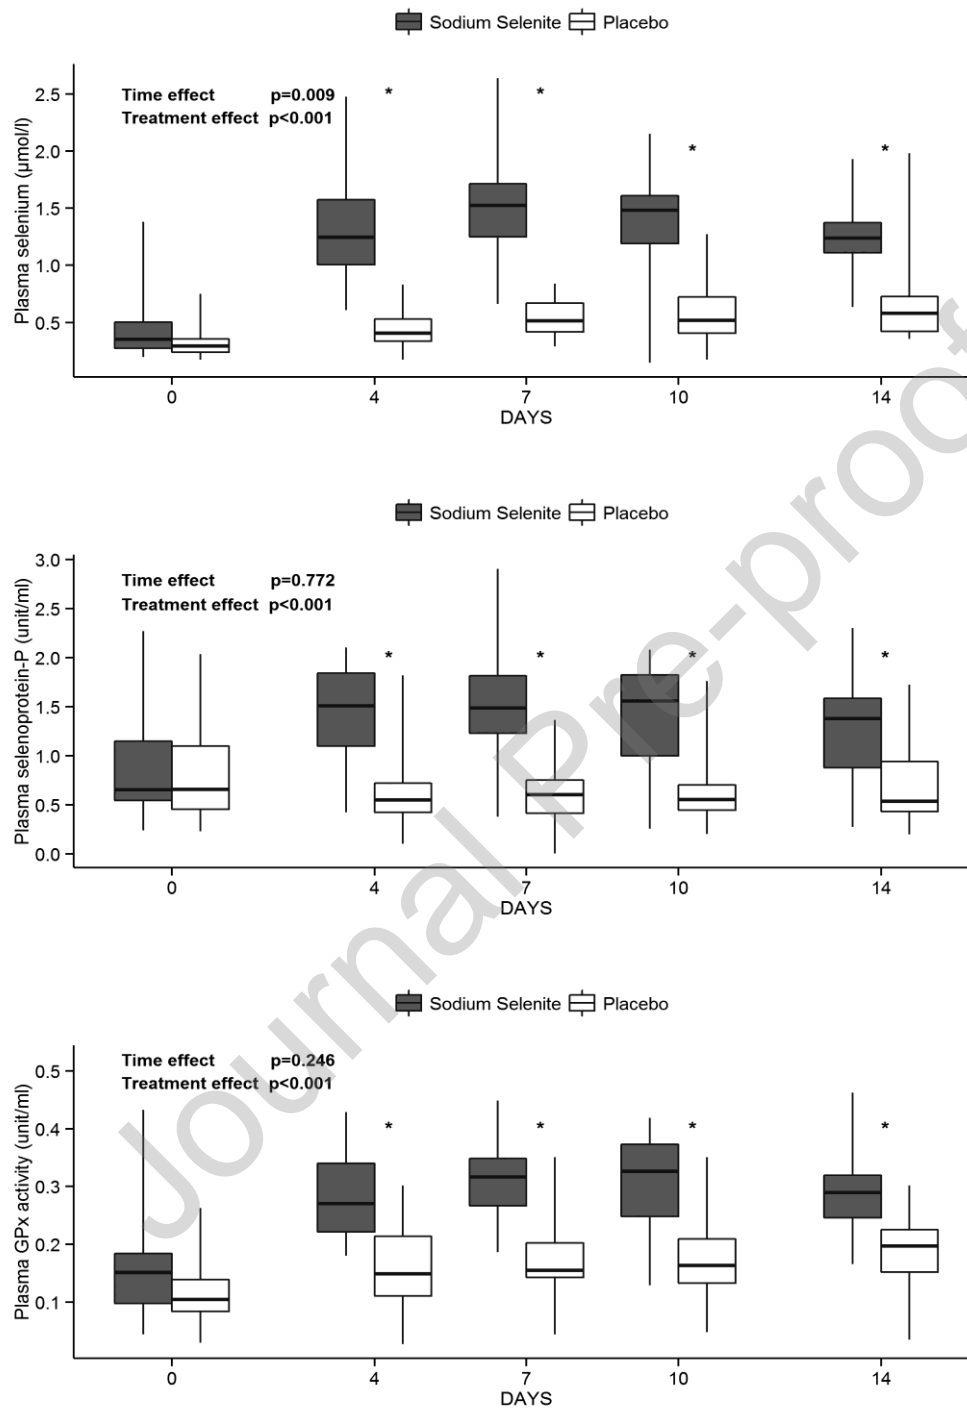 Sodium Selenite Placebo
Plasma selenium (µmol/l)
Time effect p=0.009
Treatment effect p<0.001
* * * *
2.5
2.0
1.5
1.0
0.5
0 4 7 10 14
DAYS
Sodium Selenite Placebo
Plasma selenoprotein-P (unit/ml)
Time effect p=0.772
Treatment effect p<0.001
* * * *
3.0
2.5
2.0
1.5
1.0
0.5
0.0
0 4 7 10 14
DAYS
Sodium Selenite Placebo
Plasma GPx activity (unit/ml)
Time effect p=0.246
Treatment effect p<0.001
* * * *
0.5
0.4
0.3
0.2
0.1
0 4 7 10 14
DAYS
Journal Pre-proof